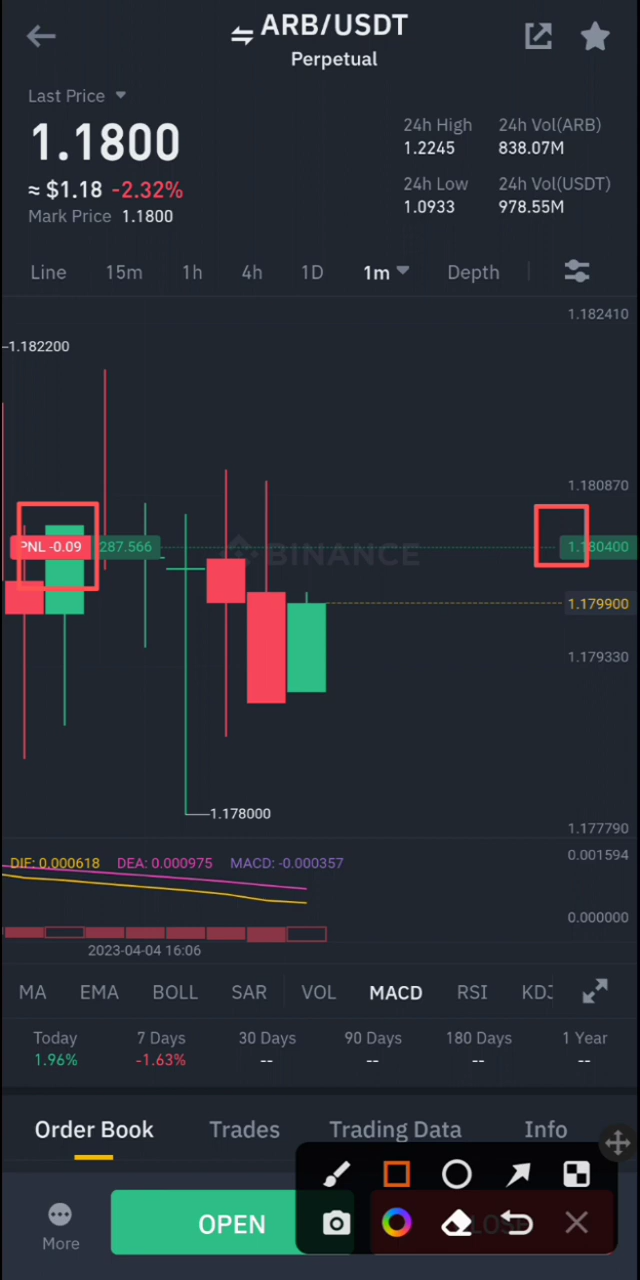 ARB/USDT
Perpetual
Last Price
1.1800
≈ $1.18 -2.32%
Mark Price 1.1800
24h High 24h Vol(ARB)
1.2245 838.07M
24h Low 24h Vol(USDT)
1.0933 978.55M
Line 15m 1h 4h 1D 1m Depth
1.182410
1.182200
1.180870
PNL -0.09 287.566 BINANCE 1.180400
1.179900
1.179330
1.178000
1.177790
DIF: 0.000618 DEA: 0.000975 MACD: -0.000357 0.001594
0.000000
2023-04-04 16:06
MA EMA BOLL SAR VOL MACD RSI KDJ
Today 7 Days 30 Days 90 Days 180 Days 1 Year
1.96% -1.63% -- -- -- --
Order Book Trades Trading Data Info
More OPEN